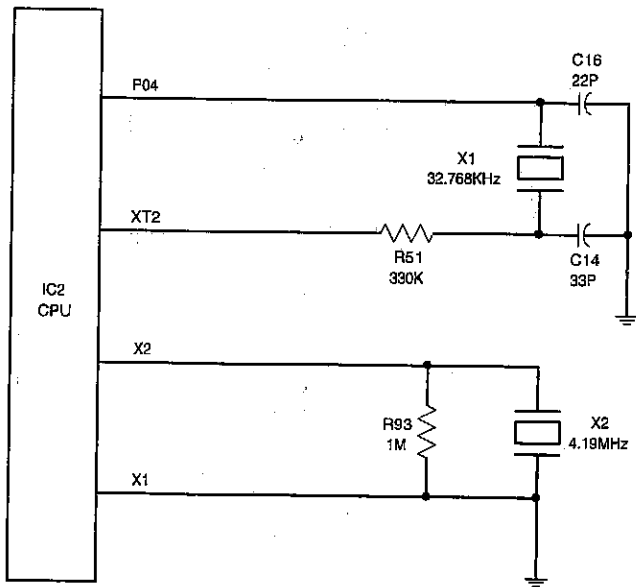 P04
C16
22P
X1
32.768KHz
XT2
R51
330K
C14
33P
IC2
CPU
X2
R93
1M
X2
4.19MHz
X1